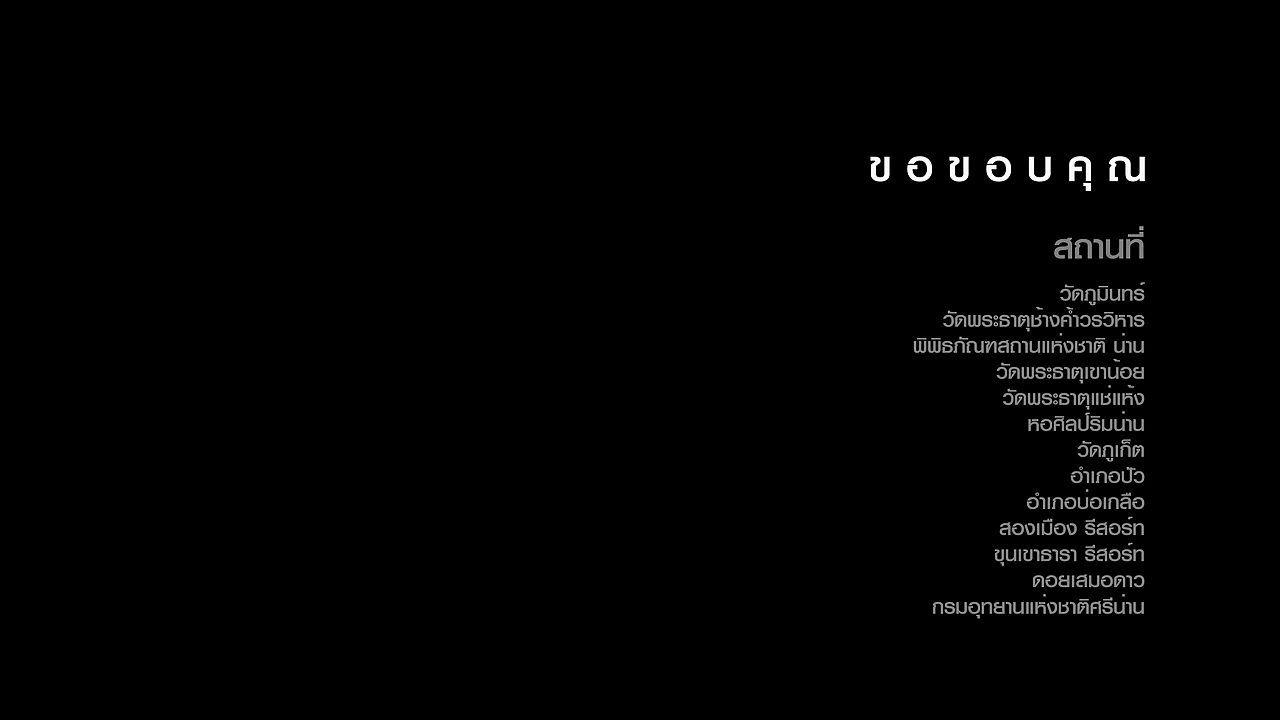 ขอขอบคุณ
สถานที่
วัดภูมินทร์
วัดพระธาตุช้างค้ำวรวิหาร
พิพิธภัณฑสถานแห่งชาติ น่าน
วัดพระธาตุเขาน้อย
วัดพระธาตุแช่แห้ง
หอศิลป์ริมน่าน
วัดภูเก็ต
อำเภอปัว
อำเภอบ่อเกลือ
สองเมือง รีสอร์ท
ขุนเขาธารา รีสอร์ท
ดอยเสมอดาว
กรมอุทยานแห่งชาติศรีน่าน